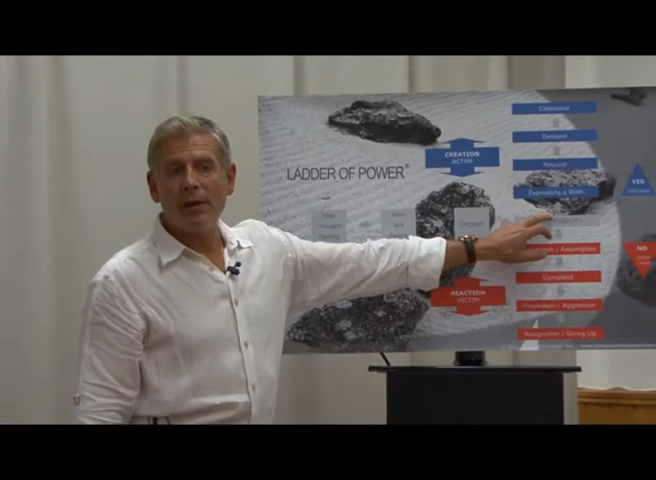 Command
Demand
CREATION
ACTOR
Request
LADDER OF POWER®
YES
Expressing a Wish
NO
/ Assumption
Complaint
REACTION
VICTIM
/ Aggression
Resignation / Giving Up